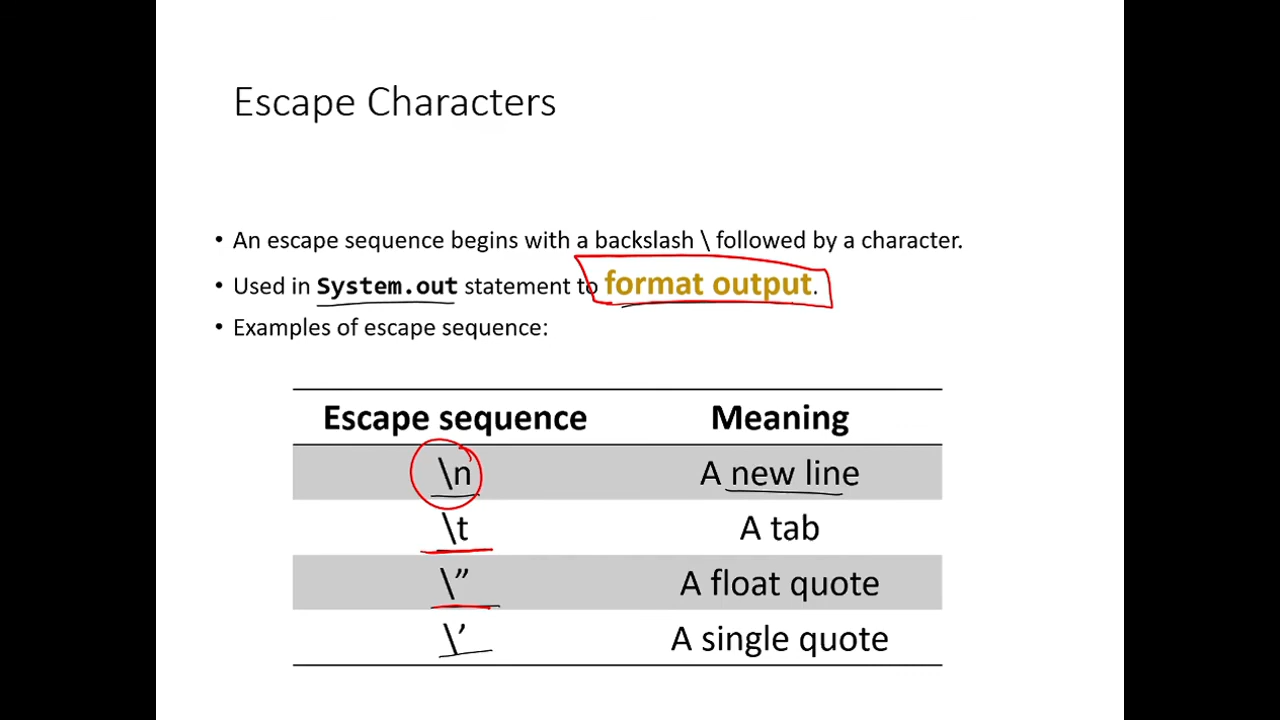 Escape Characters
• An escape sequence begins with a backslash \ followed by a character.
• Used in System.out statement to format output.
• Examples of escape sequence:
Escape sequence Meaning
\n A new line
\t A tab
\” A float quote
\’ A single quote